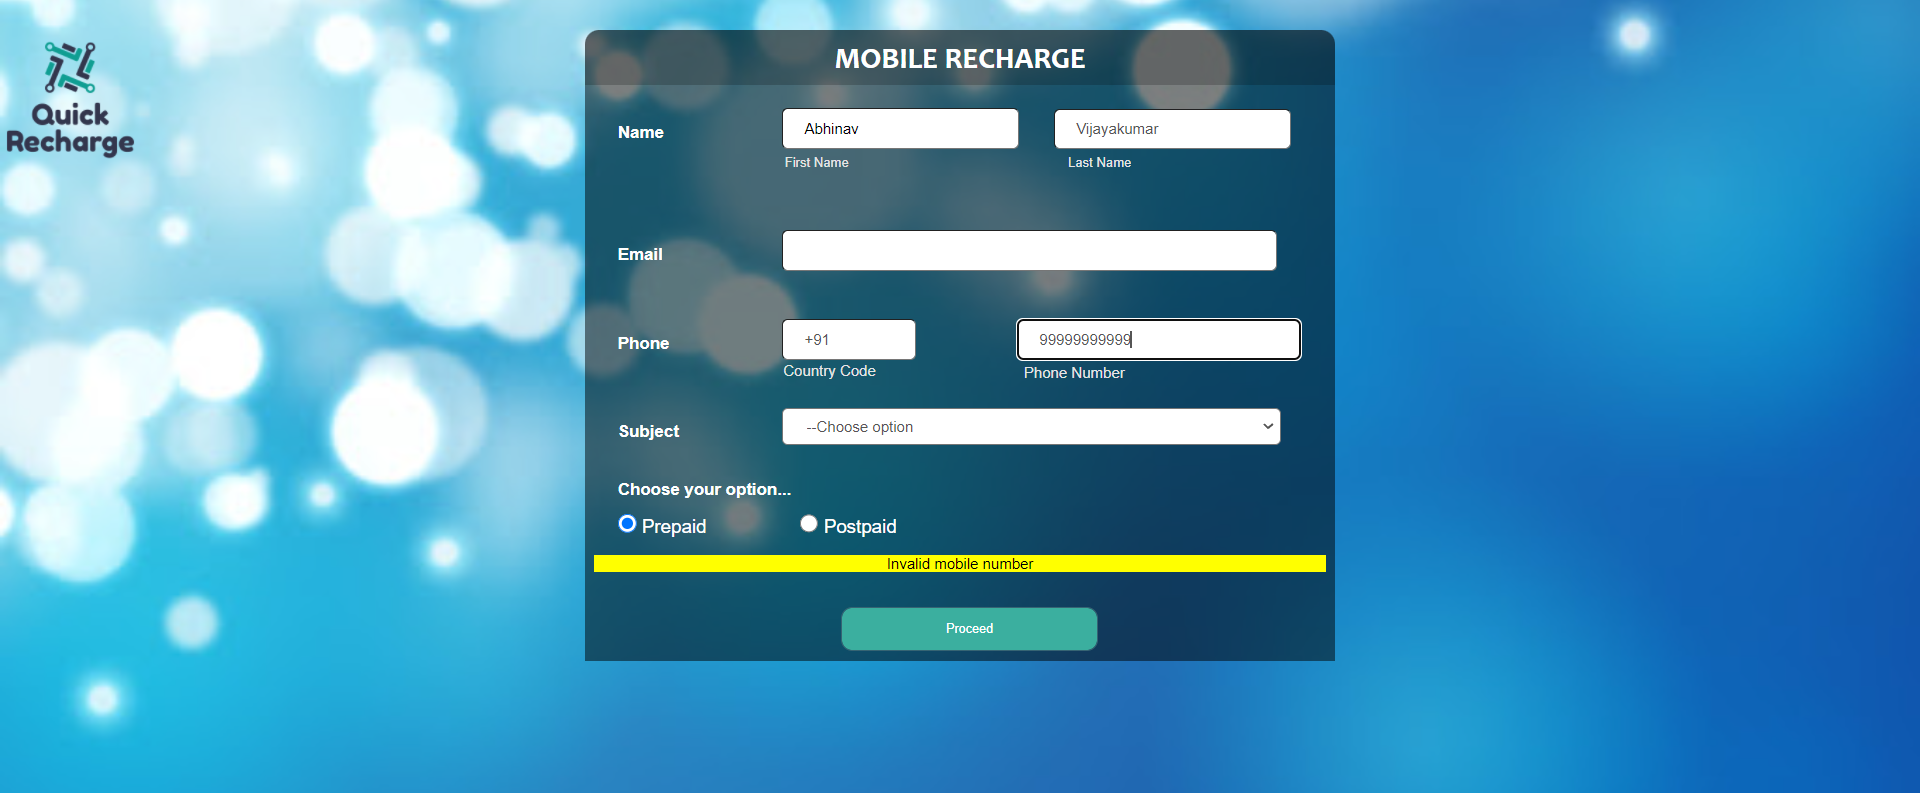 Quick
Recharge
MOBILE RECHARGE
Name
Abhinav
Vijayakumar
First Name
Last Name
Email
Phone
+91
99999999999
Country Code
Phone Number
Subject
--Choose option
Choose your option...
Prepaid
Postpaid
Invalid mobile number
Proceed